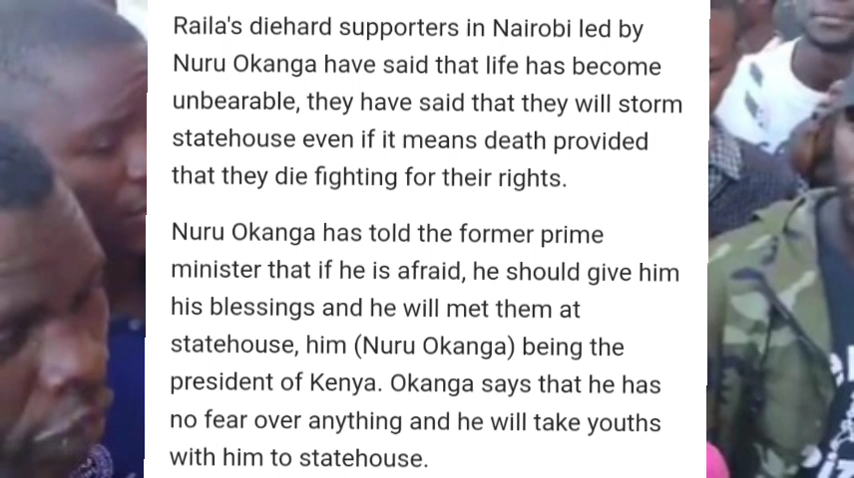 Raila's diehard supporters in Nairobi led by
Nuru Okanga have said that life has become
unbearable, they have said that they will storm
statehouse even if it means death provided
that they die fighting for their rights.
Nuru Okanga has told the former prime
minister that if he is afraid, he should give him
his blessings and he will met them at
statehouse, him (Nuru Okanga) being the
president of Kenya. Okanga says that he has
no fear over anything and he will take youths
with him to statehouse.